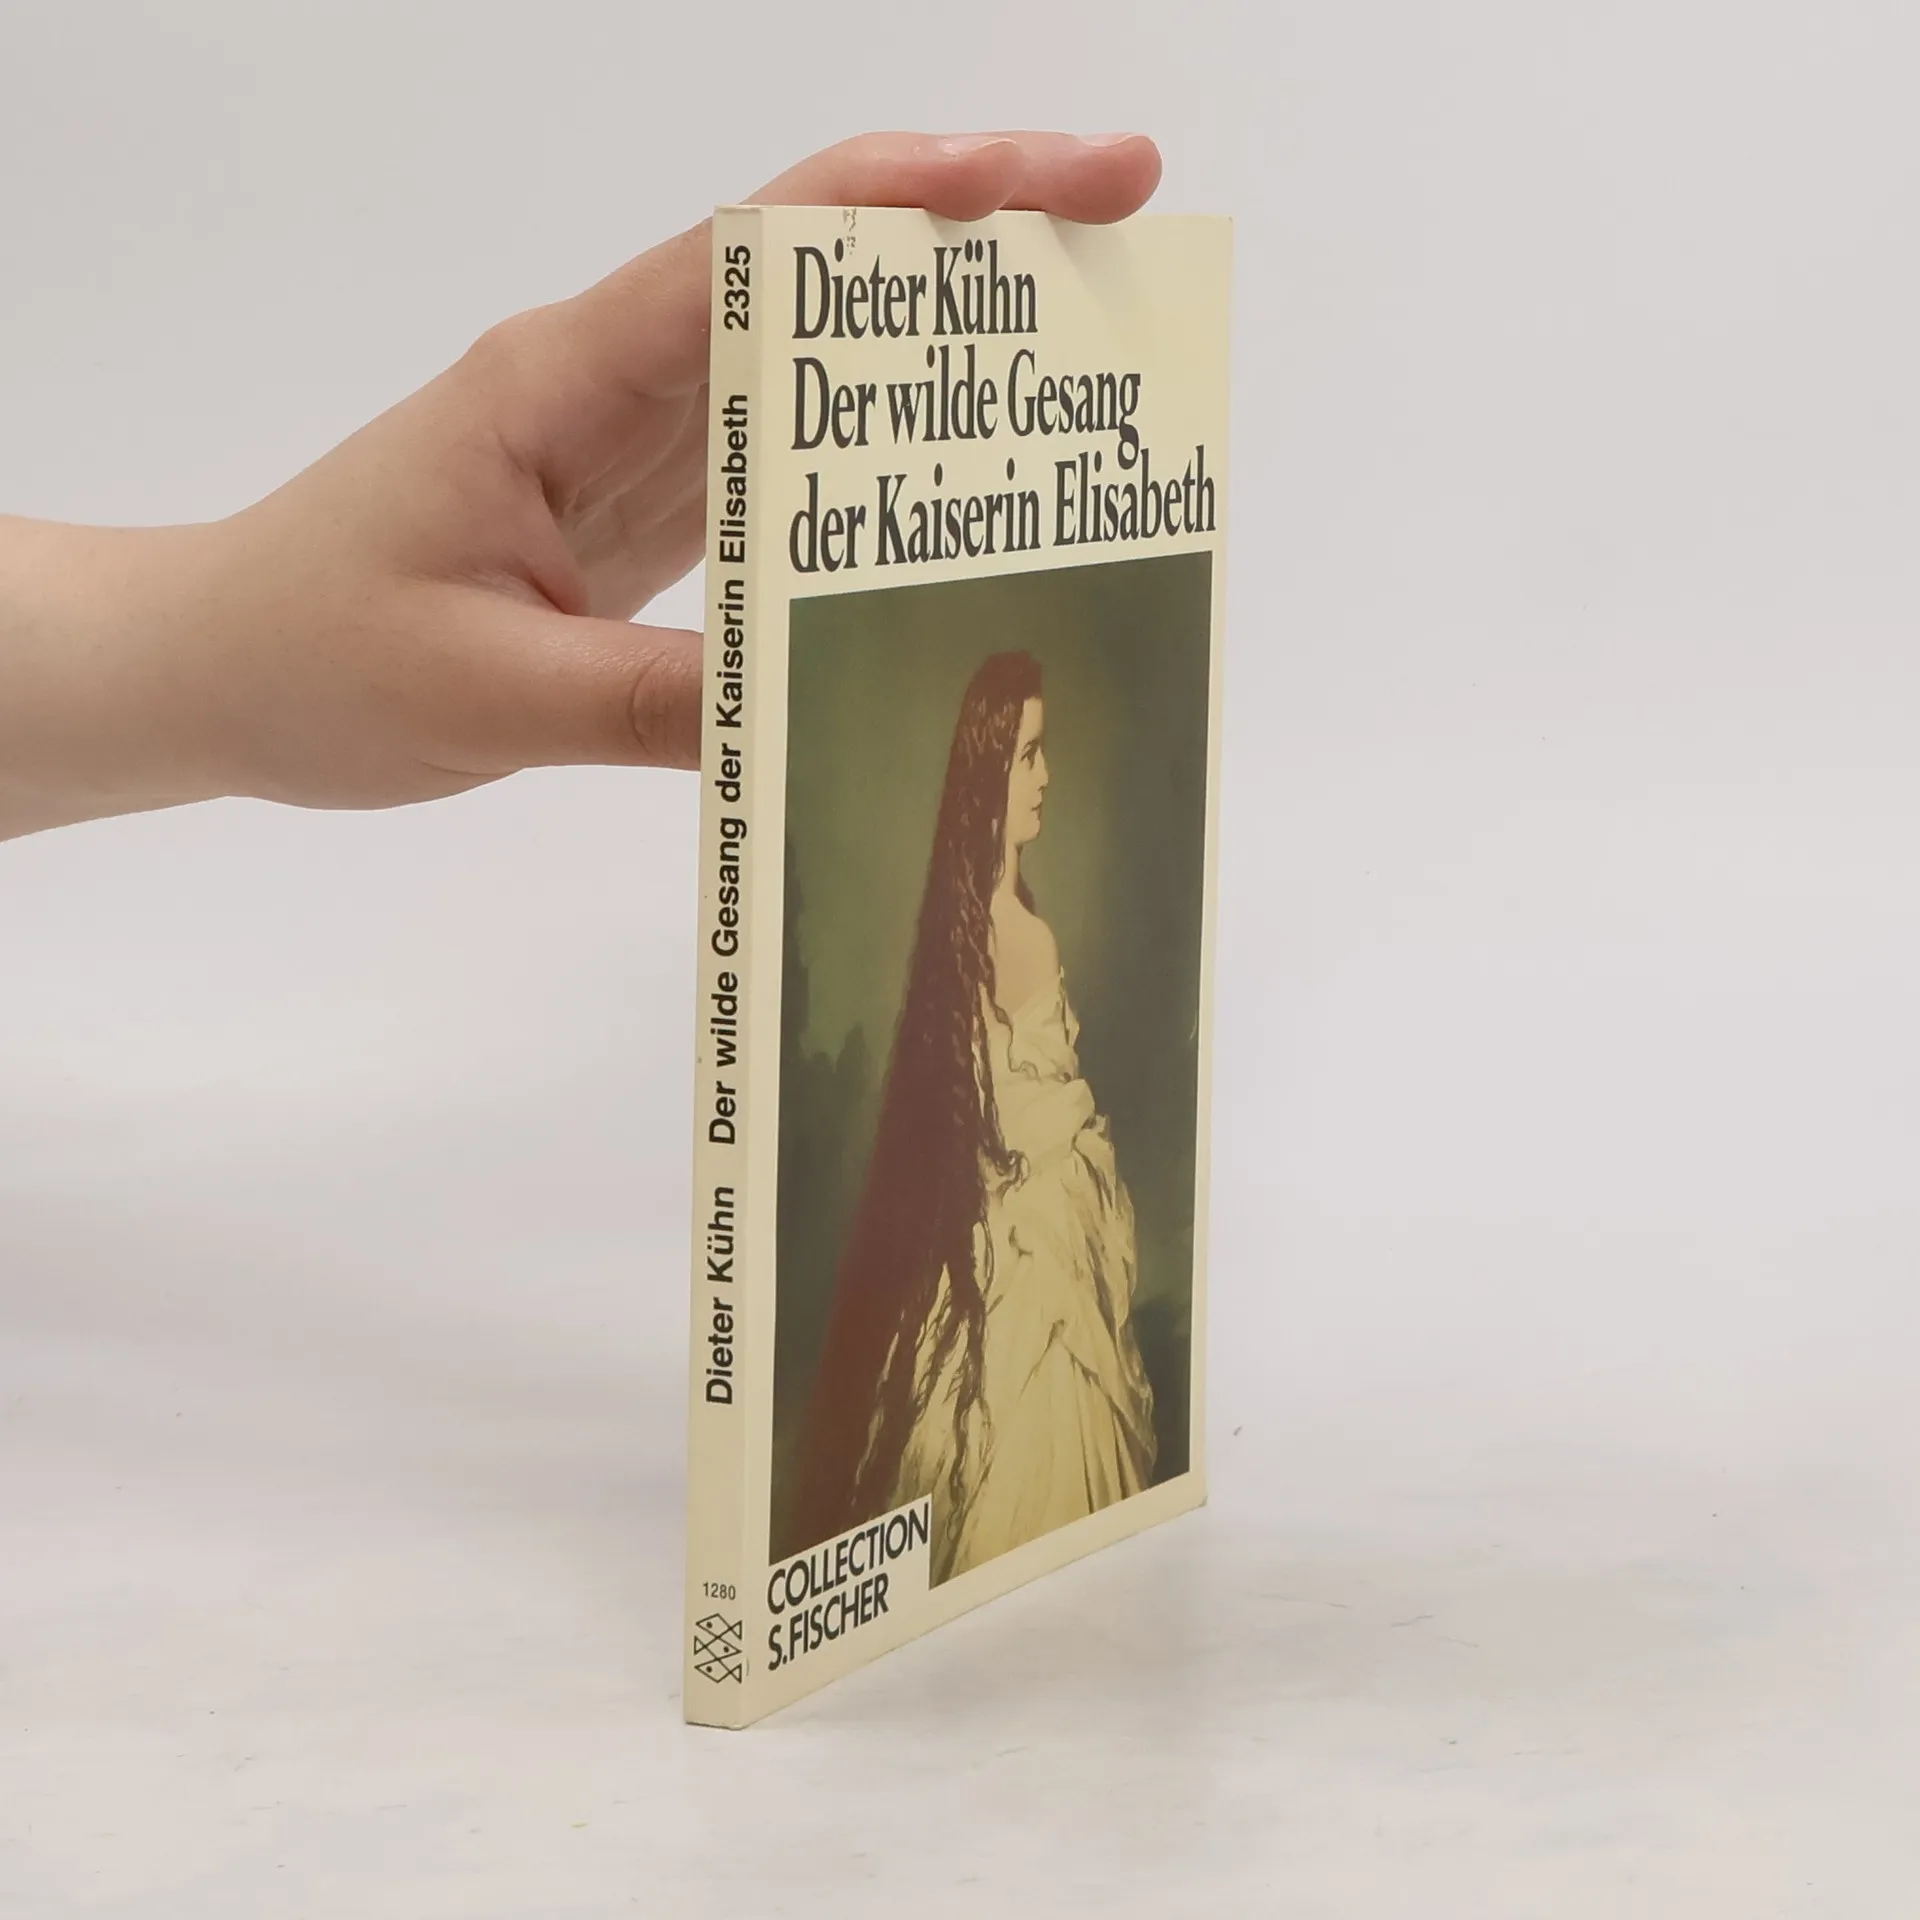 Dieter Kühn
Der wilde Gesang
der Kaiserin Elisabeth
COLLECTION
S. FISCHER
Dieter Kühn Der wilde Gesang der Kaiserin Elisabeth 2325
1280